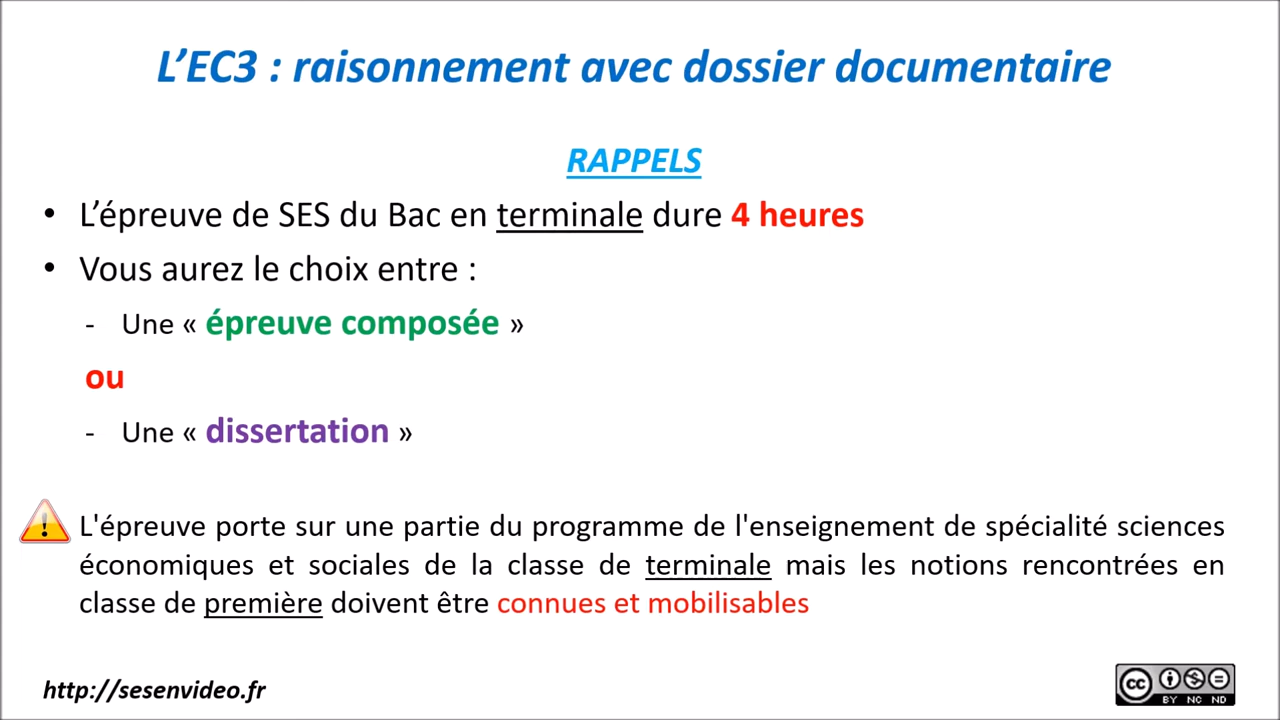 L’EC3 : raisonnement avec dossier documentaire
RAPPELS
• L’épreuve de SES du Bac en terminale dure 4 heures
• Vous aurez le choix entre :
- Une « épreuve composée »
ou
- Une « dissertation »
L'épreuve porte sur une partie du programme de l'enseignement de spécialité sciences
économiques et sociales de la classe de terminale mais les notions rencontrées en
classe de première doivent être connues et mobilisables
http://sesenvideo.fr
cc BY NC ND